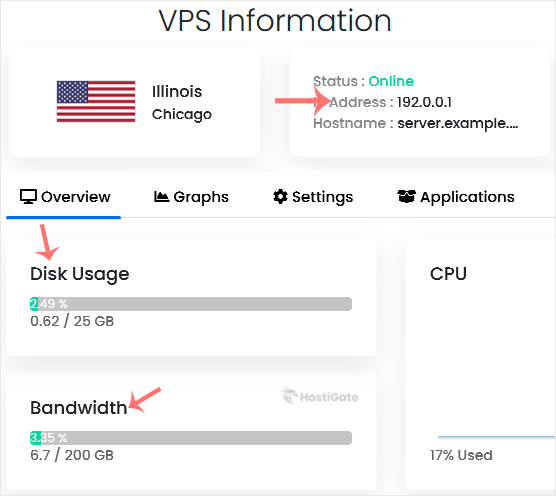 VPS Information
Illinois
Chicago
Status : Online
Address : 192.0.0.1
Hostname : server.example....
Overview
Graphs
Settings
Applications
Disk Usage
2.49 %
0.62 / 25 GB
CPU
Bandwidth
HostiGate
3.35 %
6.7 / 200 GB
17% Used